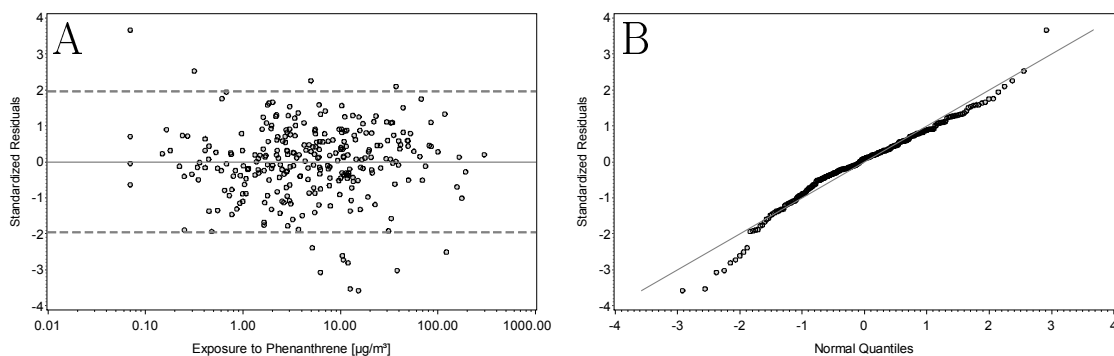 A
B
Standardized Residuals
4
3
2
1
0
-1
-2
-3
-4
0.01 0.10 1.00 10.00 100.00 1000.00
Exposure to Phenanthrene [µg/m³]
Standardized Residuals
4
3
2
1
0
-1
-2
-3
-4
-4 -3 -2 -1 0 1 2 3 4
Normal Quantiles